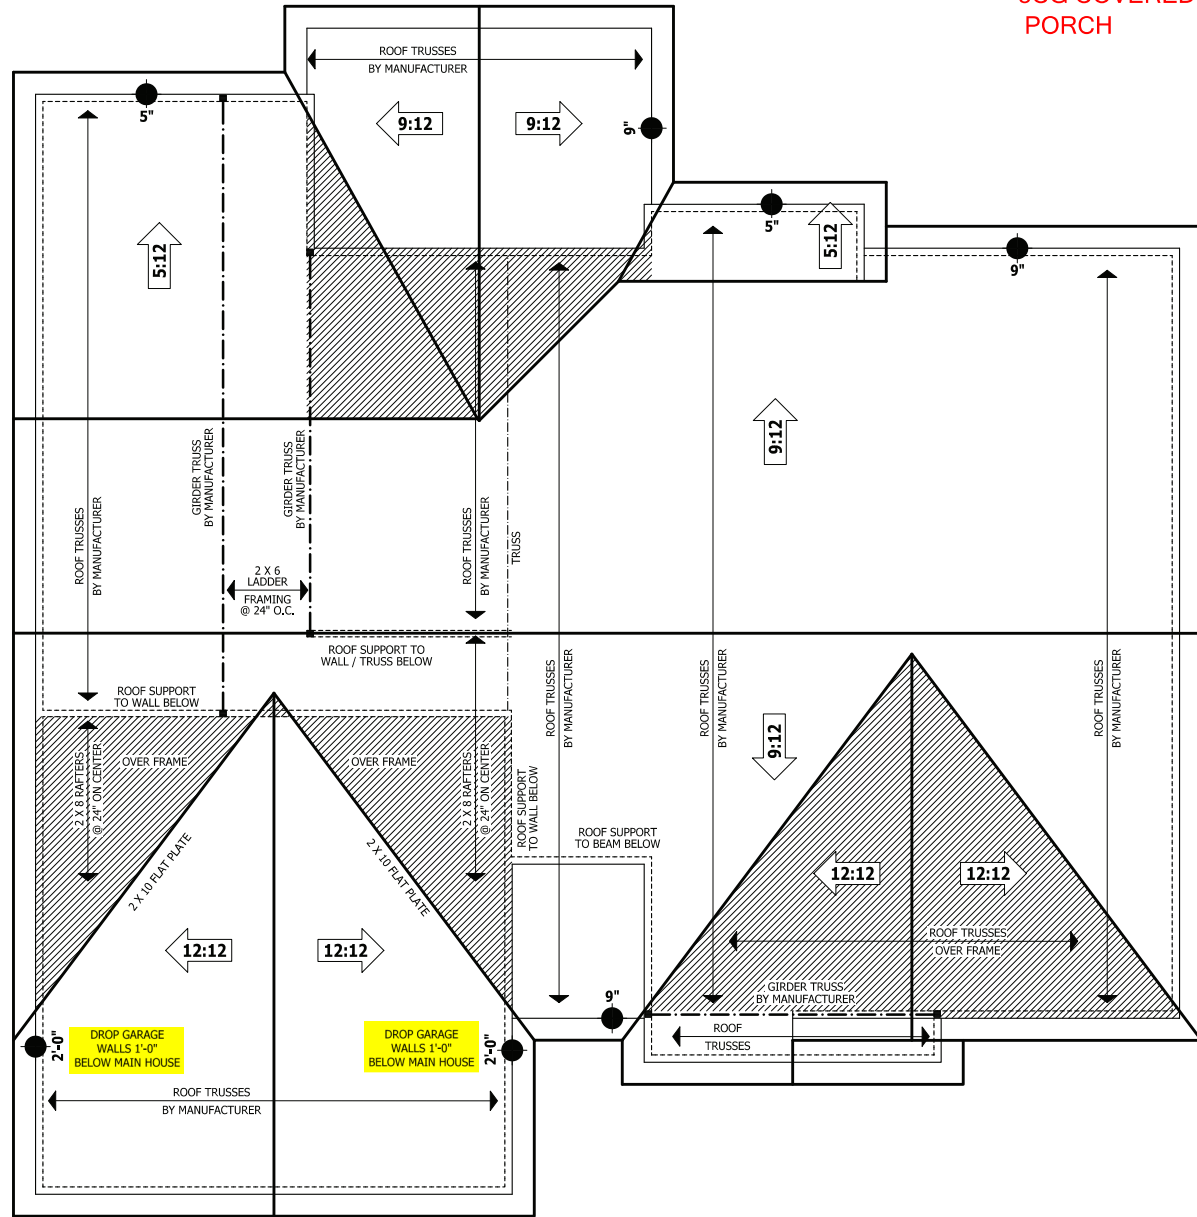 JOG COVERED
PORCH
ROOF TRUSSES
BY MANUFACTURER
5"
9:12
9:12
9"
5"
5:12
5:12
9"
9:12
GIRDER TRUSS
BY MANUFACTURER
GIRDER TRUSS
BY MANUFACTURER
ROOF TRUSSES
BY MANUFACTURER
ROOF TRUSSES
BY MANUFACTURER
TRUSS
2 X 6
LADDER
FRAMING
@ 24" O.C.
ROOF SUPPORT TO
WALL / TRUSS BELOW
ROOF TRUSSES
BY MANUFACTURER
ROOF TRUSSES
BY MANUFACTURER
ROOF TRUSSES
BY MANUFACTURER
ROOF SUPPORT
TO WALL BELOW
9:12
OVER FRAME
OVER FRAME
2 X 8 RAFTERS
@ 24" ON CENTER
2 X 8 RAFTERS
@ 24" ON CENTER
ROOF SUPPORT
TO WALL BELOW
ROOF SUPPORT
TO BEAM BELOW
2 X 10 FLAT PLATE
2 X 10 FLAT PLATE
12:12
12:12
12:12
12:12
ROOF TRUSSES
OVER FRAME
GIRDER TRUSS
BY MANUFACTURER
9"
ROOF
TRUSSES
2'-0"
DROP GARAGE
WALLS 1'-0"
BELOW MAIN HOUSE
DROP GARAGE
WALLS 1'-0"
BELOW MAIN HOUSE
2'-0"
ROOF TRUSSES
BY MANUFACTURER